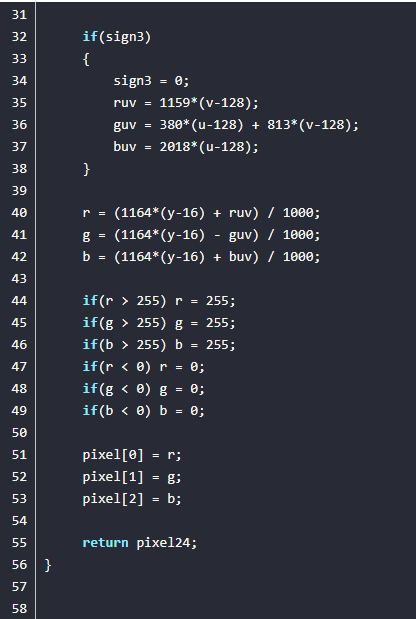 31
32 if(sign3)
33 {
34 sign3 = 0;
35 ruv = 1159*(v-128);
36 guv = 380*(u-128) + 813*(v-128);
37 buv = 2018*(u-128);
38 }
39
40 r = (1164*(y-16) + ruv) / 1000;
41 g = (1164*(y-16) - guv) / 1000;
42 b = (1164*(y-16) + buv) / 1000;
43
44 if(r > 255) r = 255;
45 if(g > 255) g = 255;
46 if(b > 255) b = 255;
47 if(r < 0) r = 0;
48 if(g < 0) g = 0;
49 if(b < 0) b = 0;
50
51 pixel[0] = r;
52 pixel[1] = g;
53 pixel[2] = b;
54
55 return pixel24;
56 }
57
58